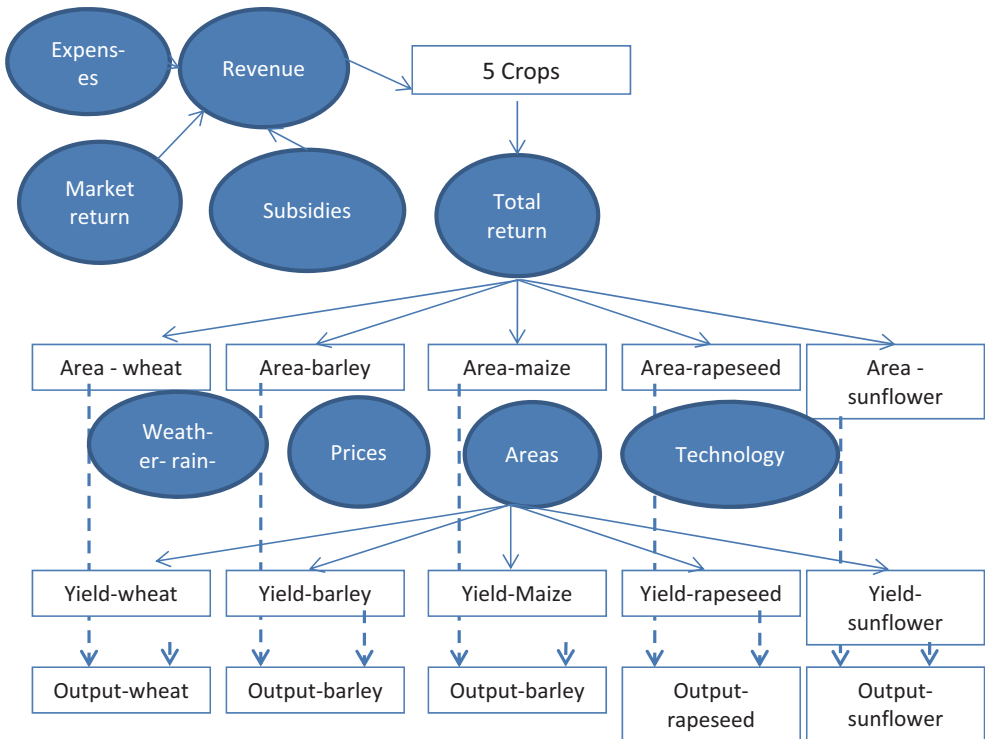 Expens-
es
Revenue
5 Crops
Market
return
Subsidies
Total
return
Area - wheat
Area-barley
Area-maize
Area-rapeseed
Area -
sunflower
Weath-
er- rain-
Prices
Areas
Technology
Yield-wheat
Yield-barley
Yield-Maize
Yield-rapeseed
Yield-
sunflower
Output-wheat
Output-barley
Output-barley
Output-
rapeseed
Output-
sunflower